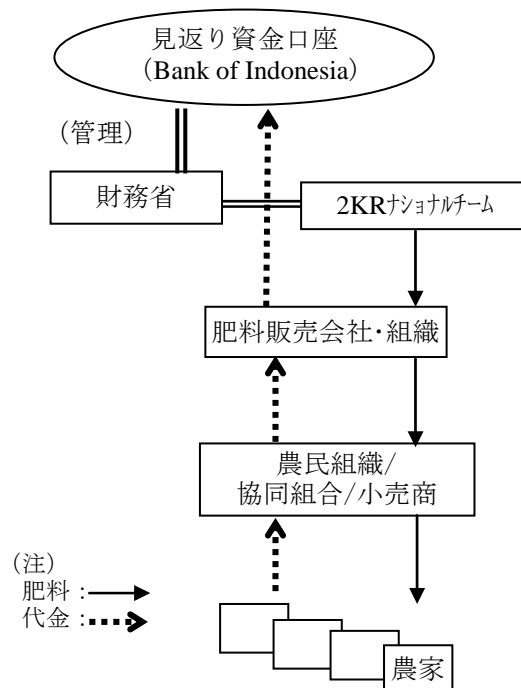 見返り資金口座
(Bank of Indonesia)
(管理)
財務省
2KRナショナルチーム
肥料販売会社・組織
農民組織/
協同組合/小売商
(注)
肥料:
代金:
農家